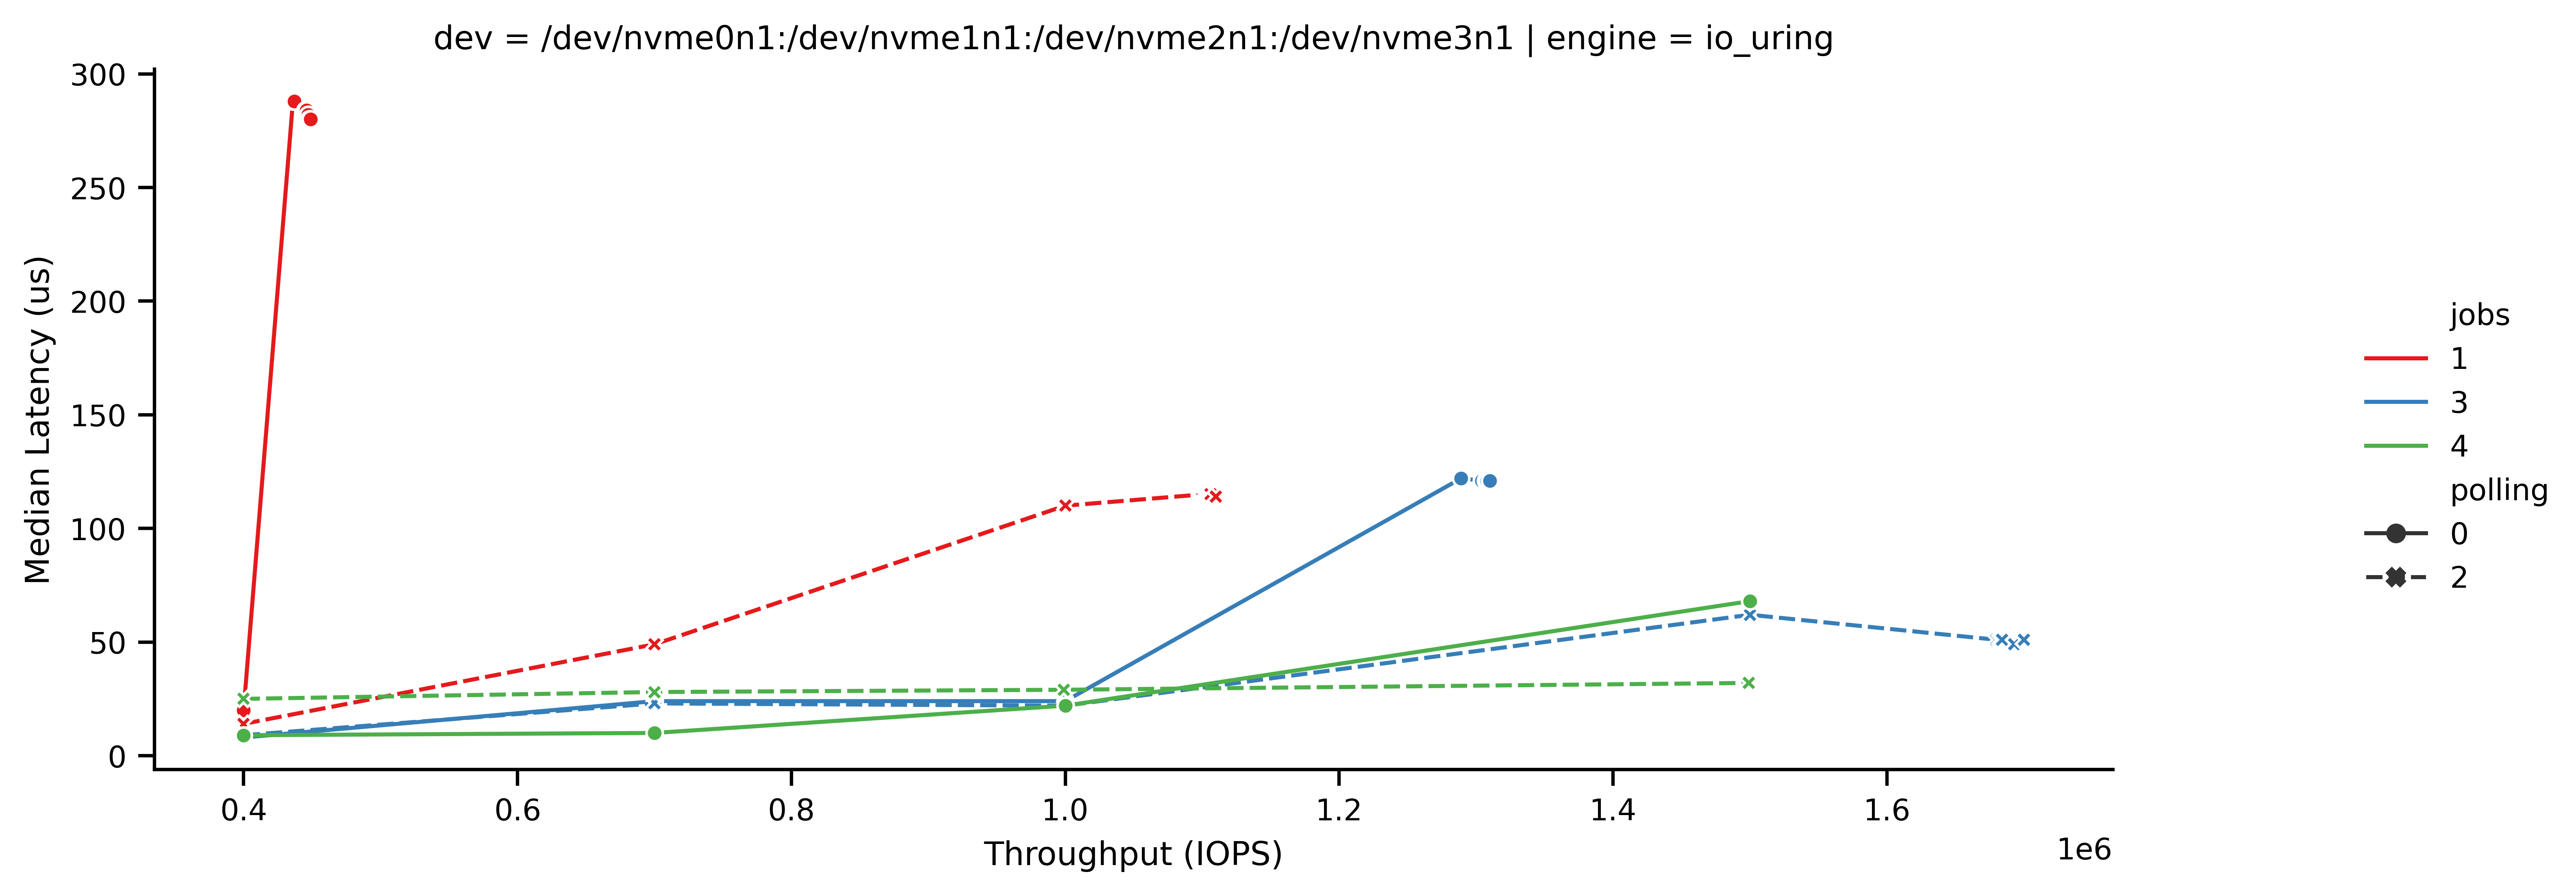 dev = /dev/nvme0n1:/dev/nvme1n1:/dev/nvme2n1:/dev/nvme3n1 | engine = io_uring
300
250
200
150
100
50
0
Median Latency (us)
0.4 0.6 0.8 1.0 1.2 1.4 1.6
1e6
Throughput (IOPS)
jobs
1
3
4
polling
0
2